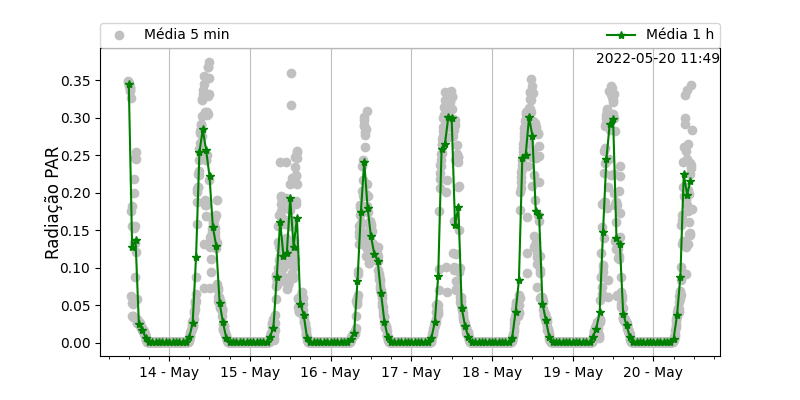 Média 5 min
Média 1 h
2022-05-20 11:49
Radiação PAR
0.35
0.30
0.25
0.20
0.15
0.10
0.05
0.00
14 - May
15 - May
16 - May
17 - May
18 - May
19 - May
20 - May